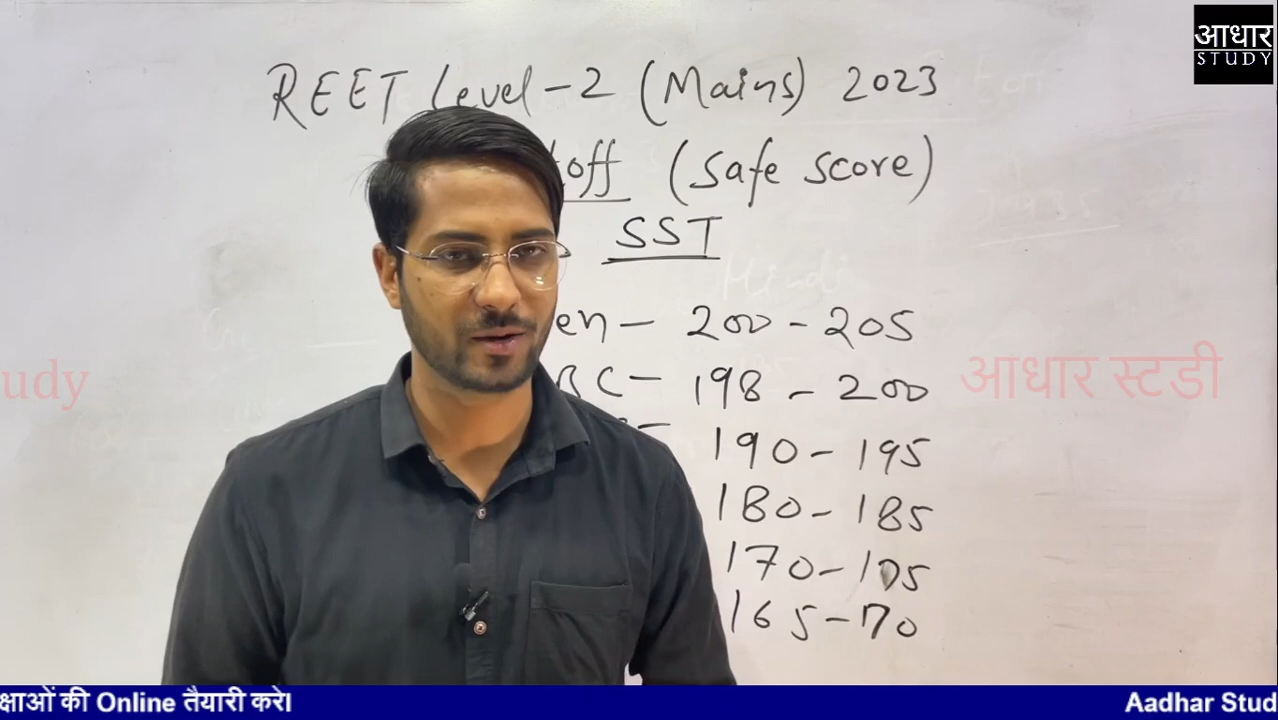 आधार
STUDY
REET Level-2 (Mains) 2023
toff (Safe score)
SST
en - 200 - 205
BC - 198 - 200
190 - 195
180 - 185
170 - 175
165 - 70
udy
आधार स्टडी
क्षाओं की Online तैयारी करे।
Aadhar Stud